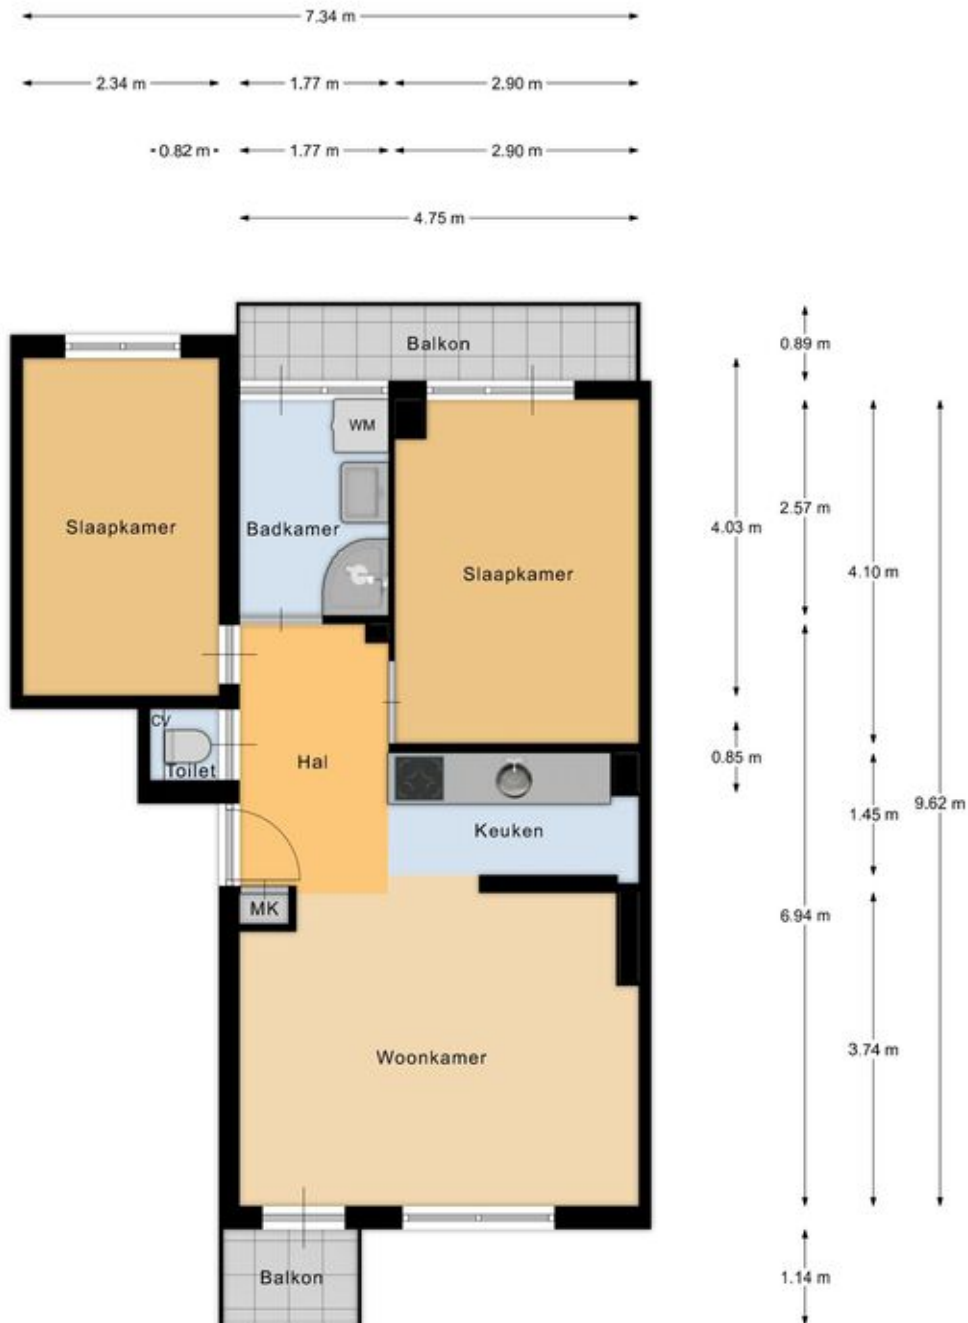 7.34 m
2.34 m 1.77 m 2.90 m
0.82 m 1.77 m 2.90 m
4.75 m
Balkon
0.89 m
WM
Slaapkamer
Badkamer
Slaapkamer
4.03 m
2.57 m
4.10 m
CV
Toilet
Hal
Keuken
0.85 m
1.45 m
9.62 m
MK
6.94 m
Woonkamer
3.74 m
Balkon
1.14 m